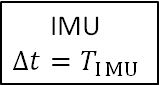 IMU
Δt = T_IMU